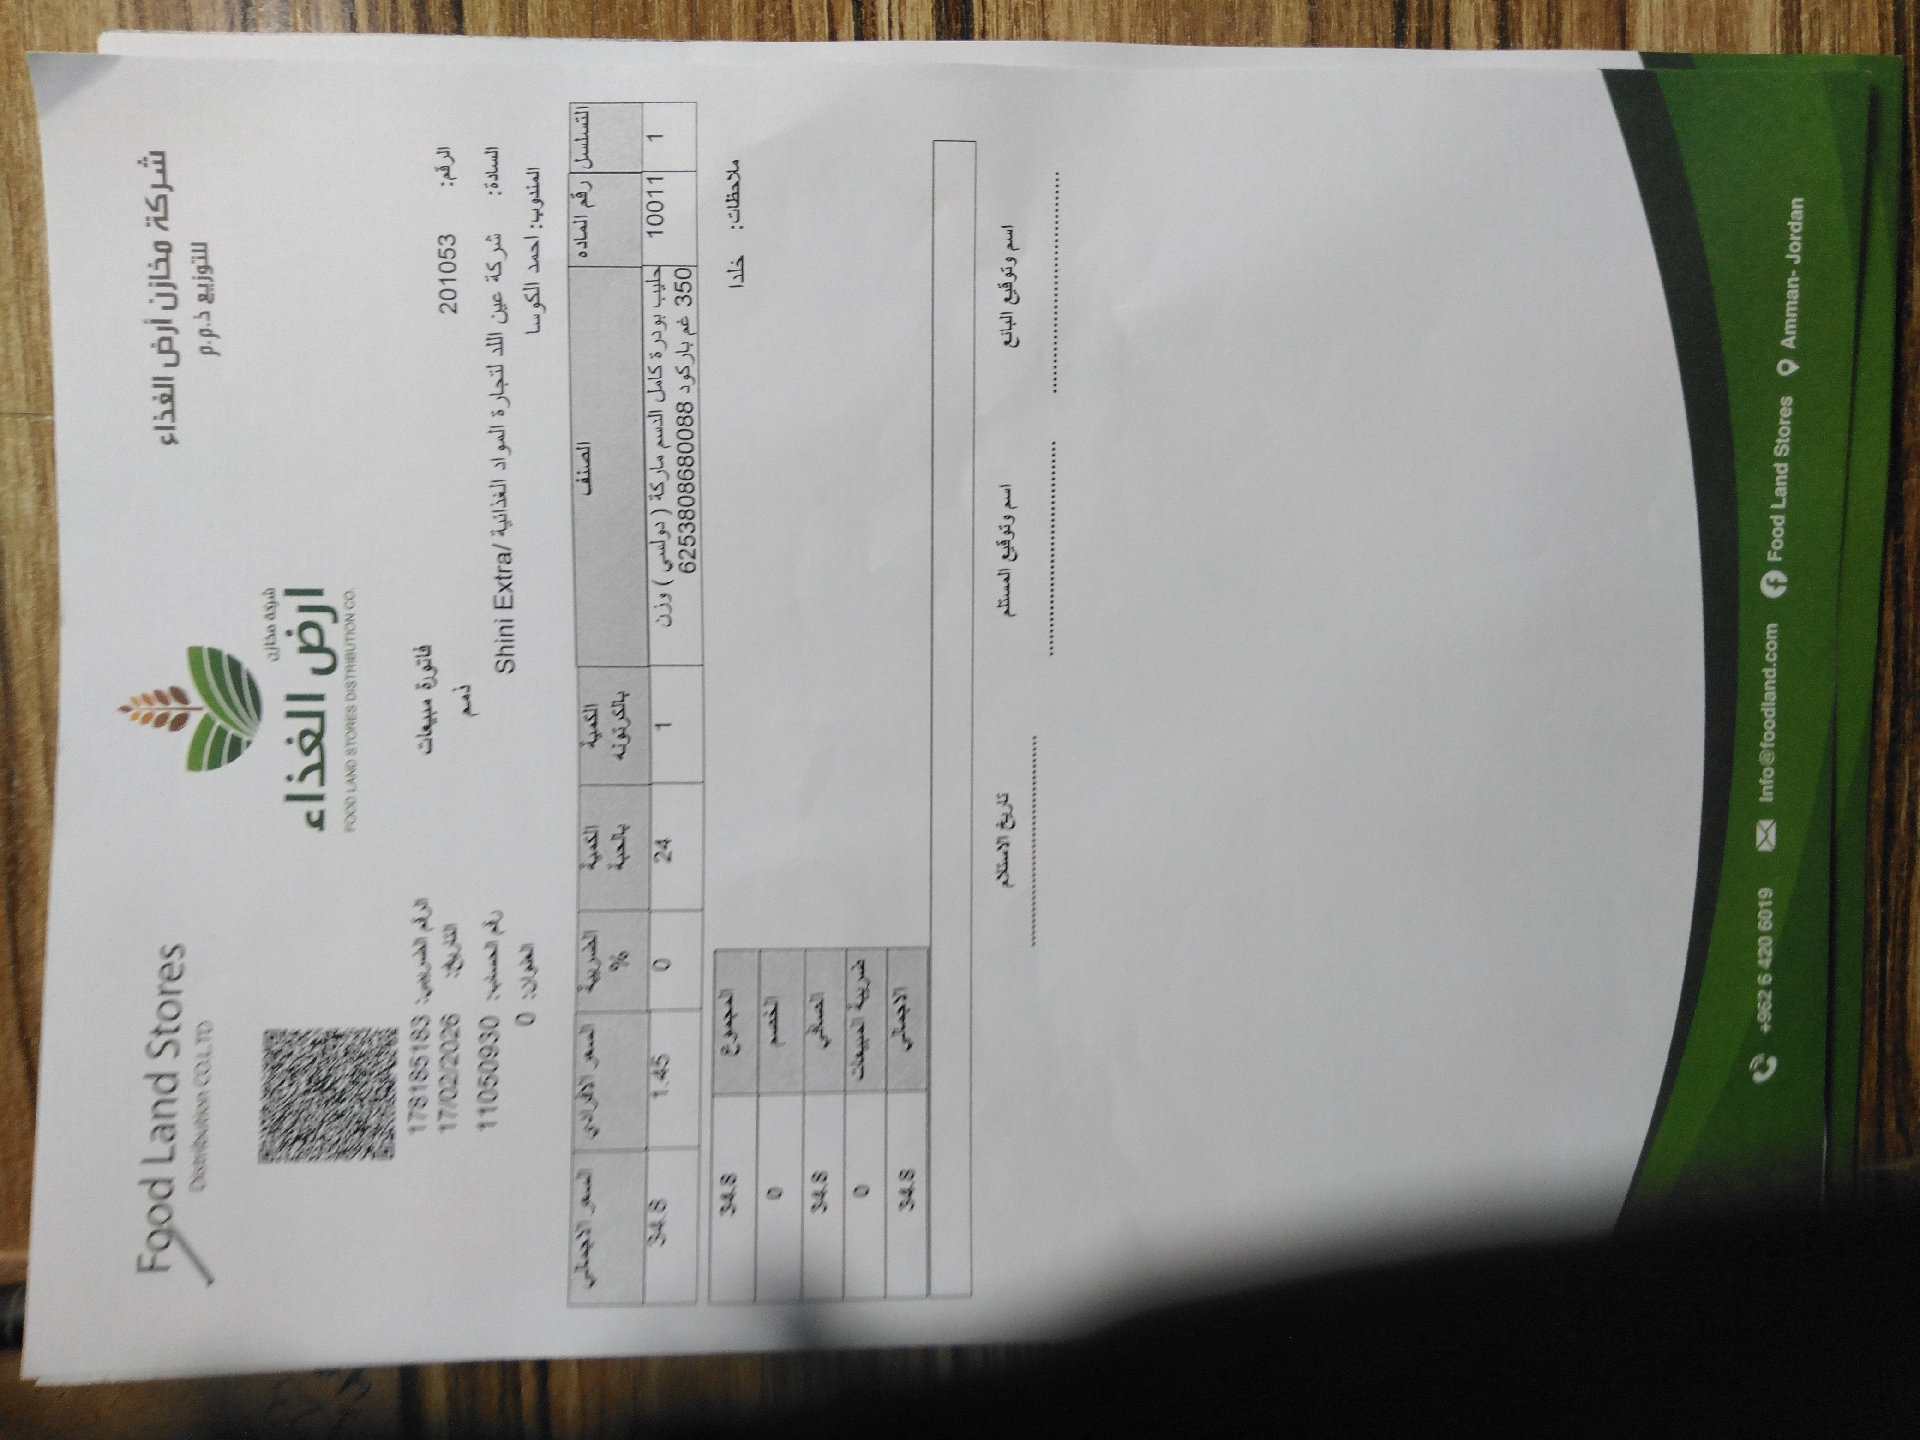 شركة مخازن أرض الغذاء
للتوزيع ذ.م.م
Food Land Stores
Distribution CO.LTD
شركة مخازن
ارض الغذاء
FOOD LAND STORES DISTRIBUTION CO.
الرقم: 201053
فاتورة مبيعات
ذمم
الرقم الضريبي: 178185183
التاريخ: 17/02/2026
السادة: شركة عين اللد لتجارة المواد الغذائية /Shini Extra
رقم الحساب: 11050930
المندوب: احمد الكوسا
العنوان: 0
التسلسل رقم الماده الصنف الكمية بالكرتونه الكمية بالحبة الضريبة % السعر الافرادي السعر الاجمالي
1 10011 حليب بودرة كامل الدسم ماركة ( دولسي ) وزن 1 24 0 1.45 34.8
350 غم باركود 6253808680088
ملاحظات: خلدا
المجموع 34.8
الخصم 0
الصافي 34.8
ضريبة المبيعات 0
الاجمالي 34.8
اسم وتوقيع البائع اسم وتوقيع المستلم تاريخ الاستلام
+962 6 420 6019 Info@foodland.com Food Land Stores Amman- Jordan